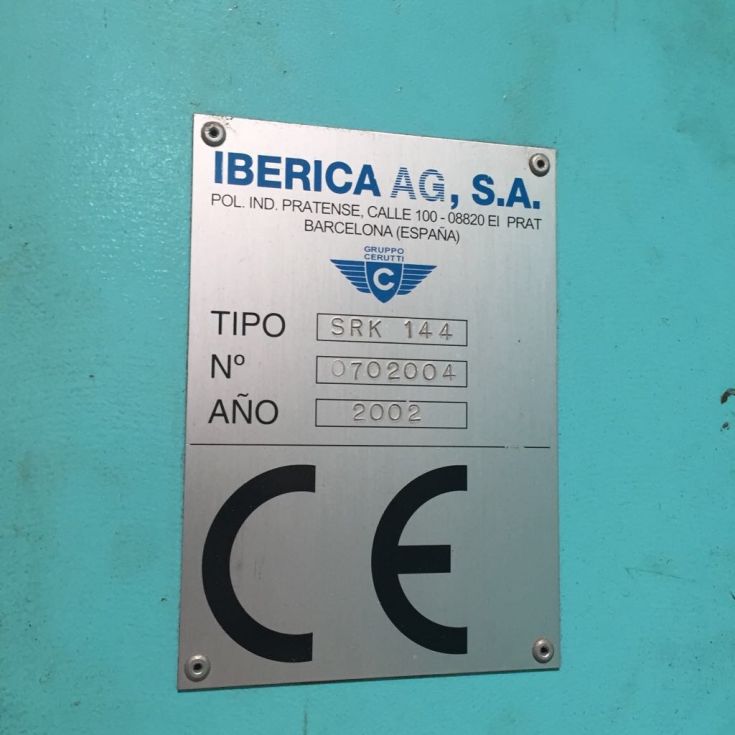 IBERICA AG, S.A.
POL. IND. PRATENSE, CALLE 100 - 08820 El PRAT
BARCELONA (ESPAÑA)
GRUPPO
CERUTTI
C
TIPO SRK 144
Nº 0702004
AÑO 2002
CE